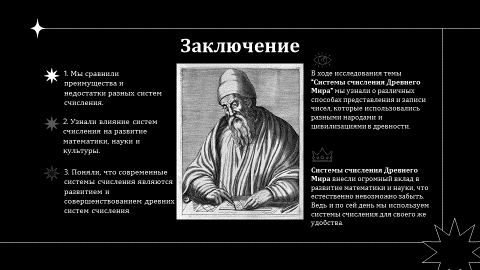 Заключение
1. Мы сравнили
преимущества и
недостатки разных систем
счисления.
2. Узнали влияние систем
счисления на развитие
математики, науки и
культуры.
3. Поняли, что современные
системы счисления являются
развитием и
совершенствованием древних
систем счисления
В ходе исследования темы
"Системы счисления Древнего
Мира" мы узнали о различных
способах представления и записи
чисел, которые использовались
разными народами и
цивилизациями в древности.
Системы счисления Древнего
Мира внесли огромный вклад в
развитие математики и науки, что
естественно невозможно забыть.
Ведь и по сей день мы используем
системы счисления для своего же
удобства.